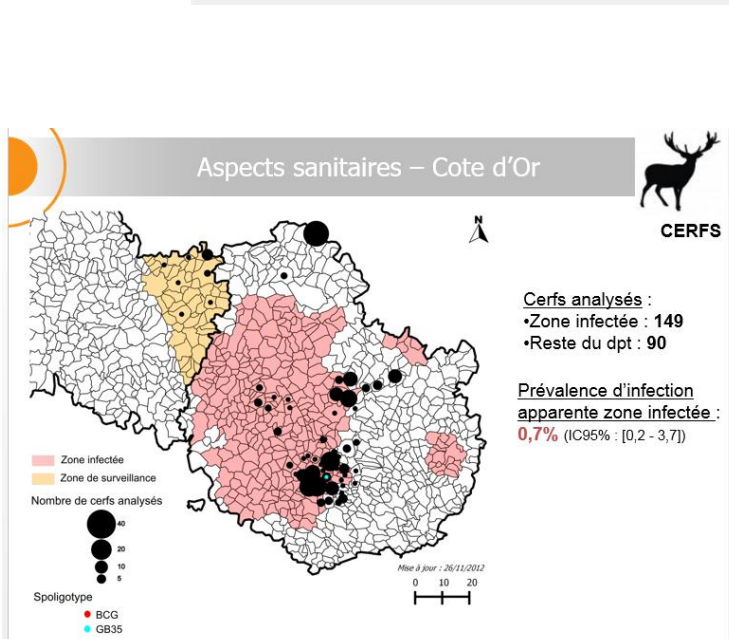 Aspects sanitaires – Cote d'Or
N
CERFS
Cerfs analysés :
•Zone infectée : 149
•Reste du dpt : 90
Prévalence d'infection
apparente zone infectée :
0,7% (IC95% : [0,2 - 3,7])
Zone infectée
Zone de surveillance
Nombre de cerfs analysés
40
20
10
5
Spoligotype
BCG
GB35
Mise à jour : 26/11/2012
0 10 20